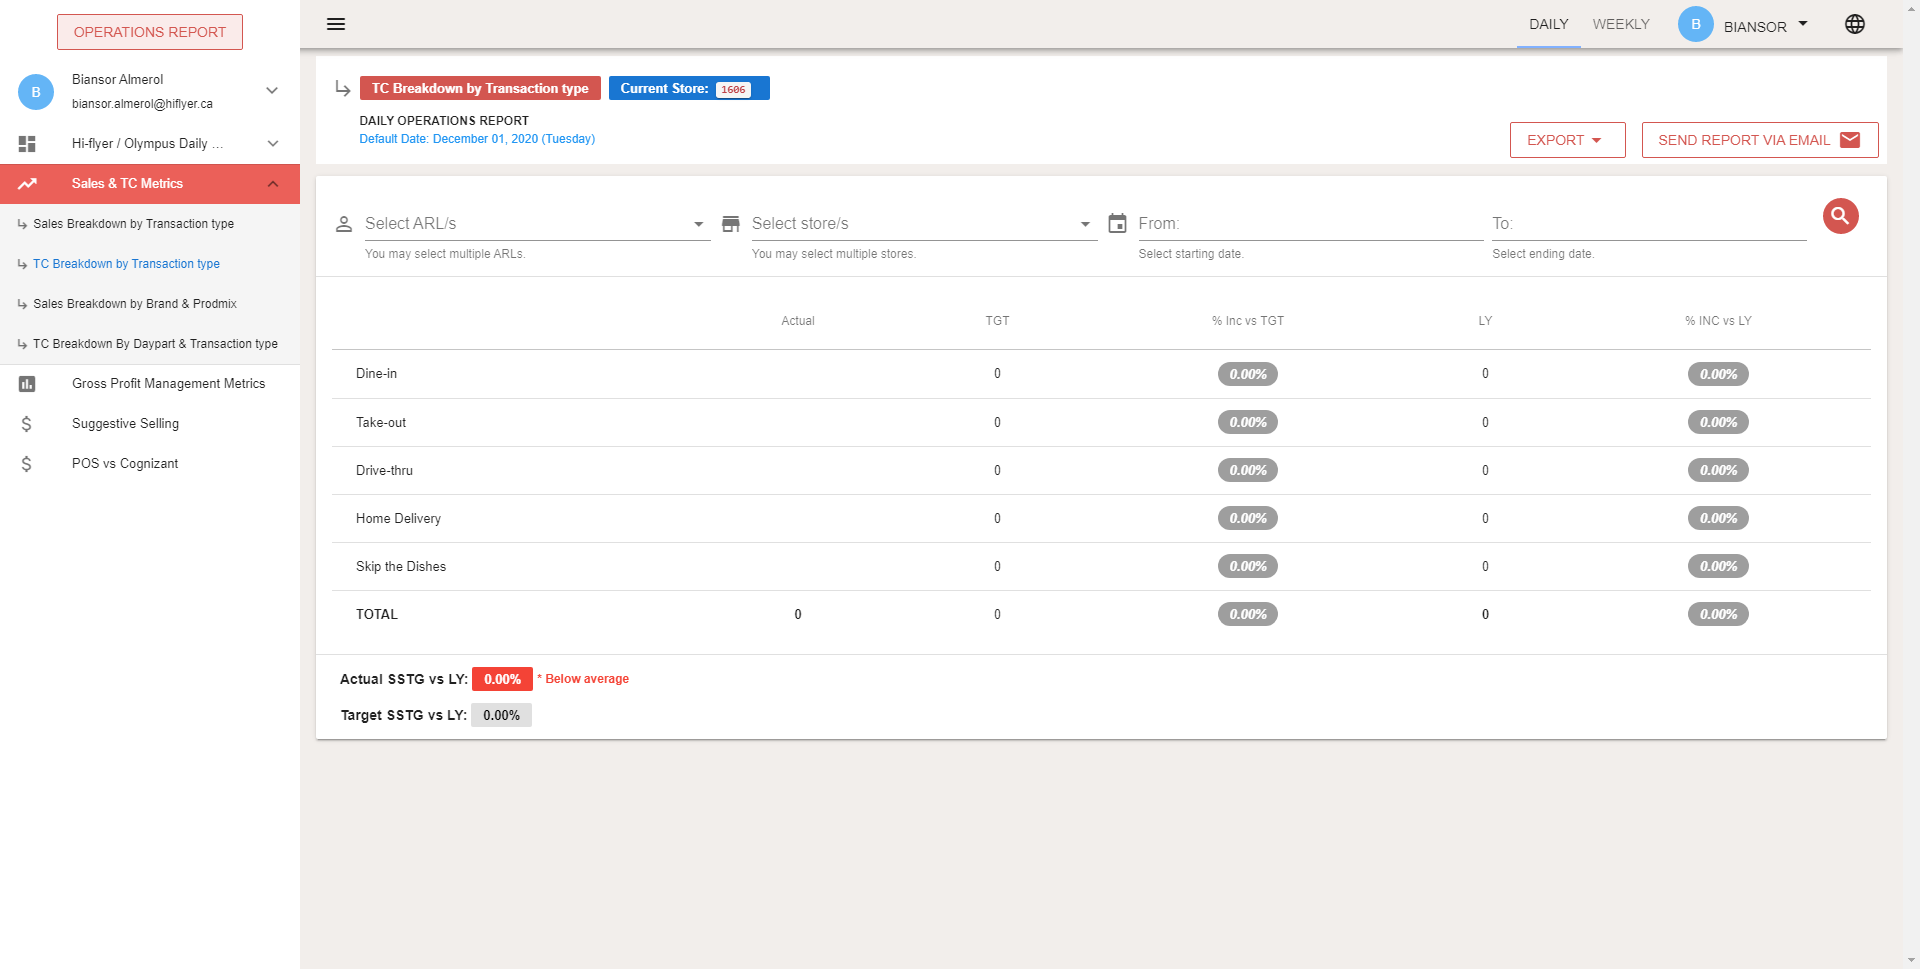 OPERATIONS REPORT
B
Biansor Almerol
biansor.almerol@hiflyer.ca
Hi-flyer / Olympus Daily ...
Sales & TC Metrics
Sales Breakdown by Transaction type
TC Breakdown by Transaction type
Sales Breakdown by Brand & Prodmix
TC Breakdown By Daypart & Transaction type
Gross Profit Management Metrics
Suggestive Selling
POS vs Cognizant
DAILY WEEKLY B BIANSOR
TC Breakdown by Transaction type Current Store: 1606
DAILY OPERATIONS REPORT
Default Date: December 01, 2020 (Tuesday)
EXPORT SEND REPORT VIA EMAIL
Select ARL/s Select store/s From: To:
You may select multiple ARLs. You may select multiple stores. Select starting date. Select ending date.
Actual TGT % Inc vs TGT LY % INC vs LY
Dine-in 0 0.00% 0 0.00%
Take-out 0 0.00% 0 0.00%
Drive-thru 0 0.00% 0 0.00%
Home Delivery 0 0.00% 0 0.00%
Skip the Dishes 0 0.00% 0 0.00%
TOTAL 0 0 0.00% 0 0.00%
Actual SSTG vs LY: 0.00% * Below average
Target SSTG vs LY: 0.00%